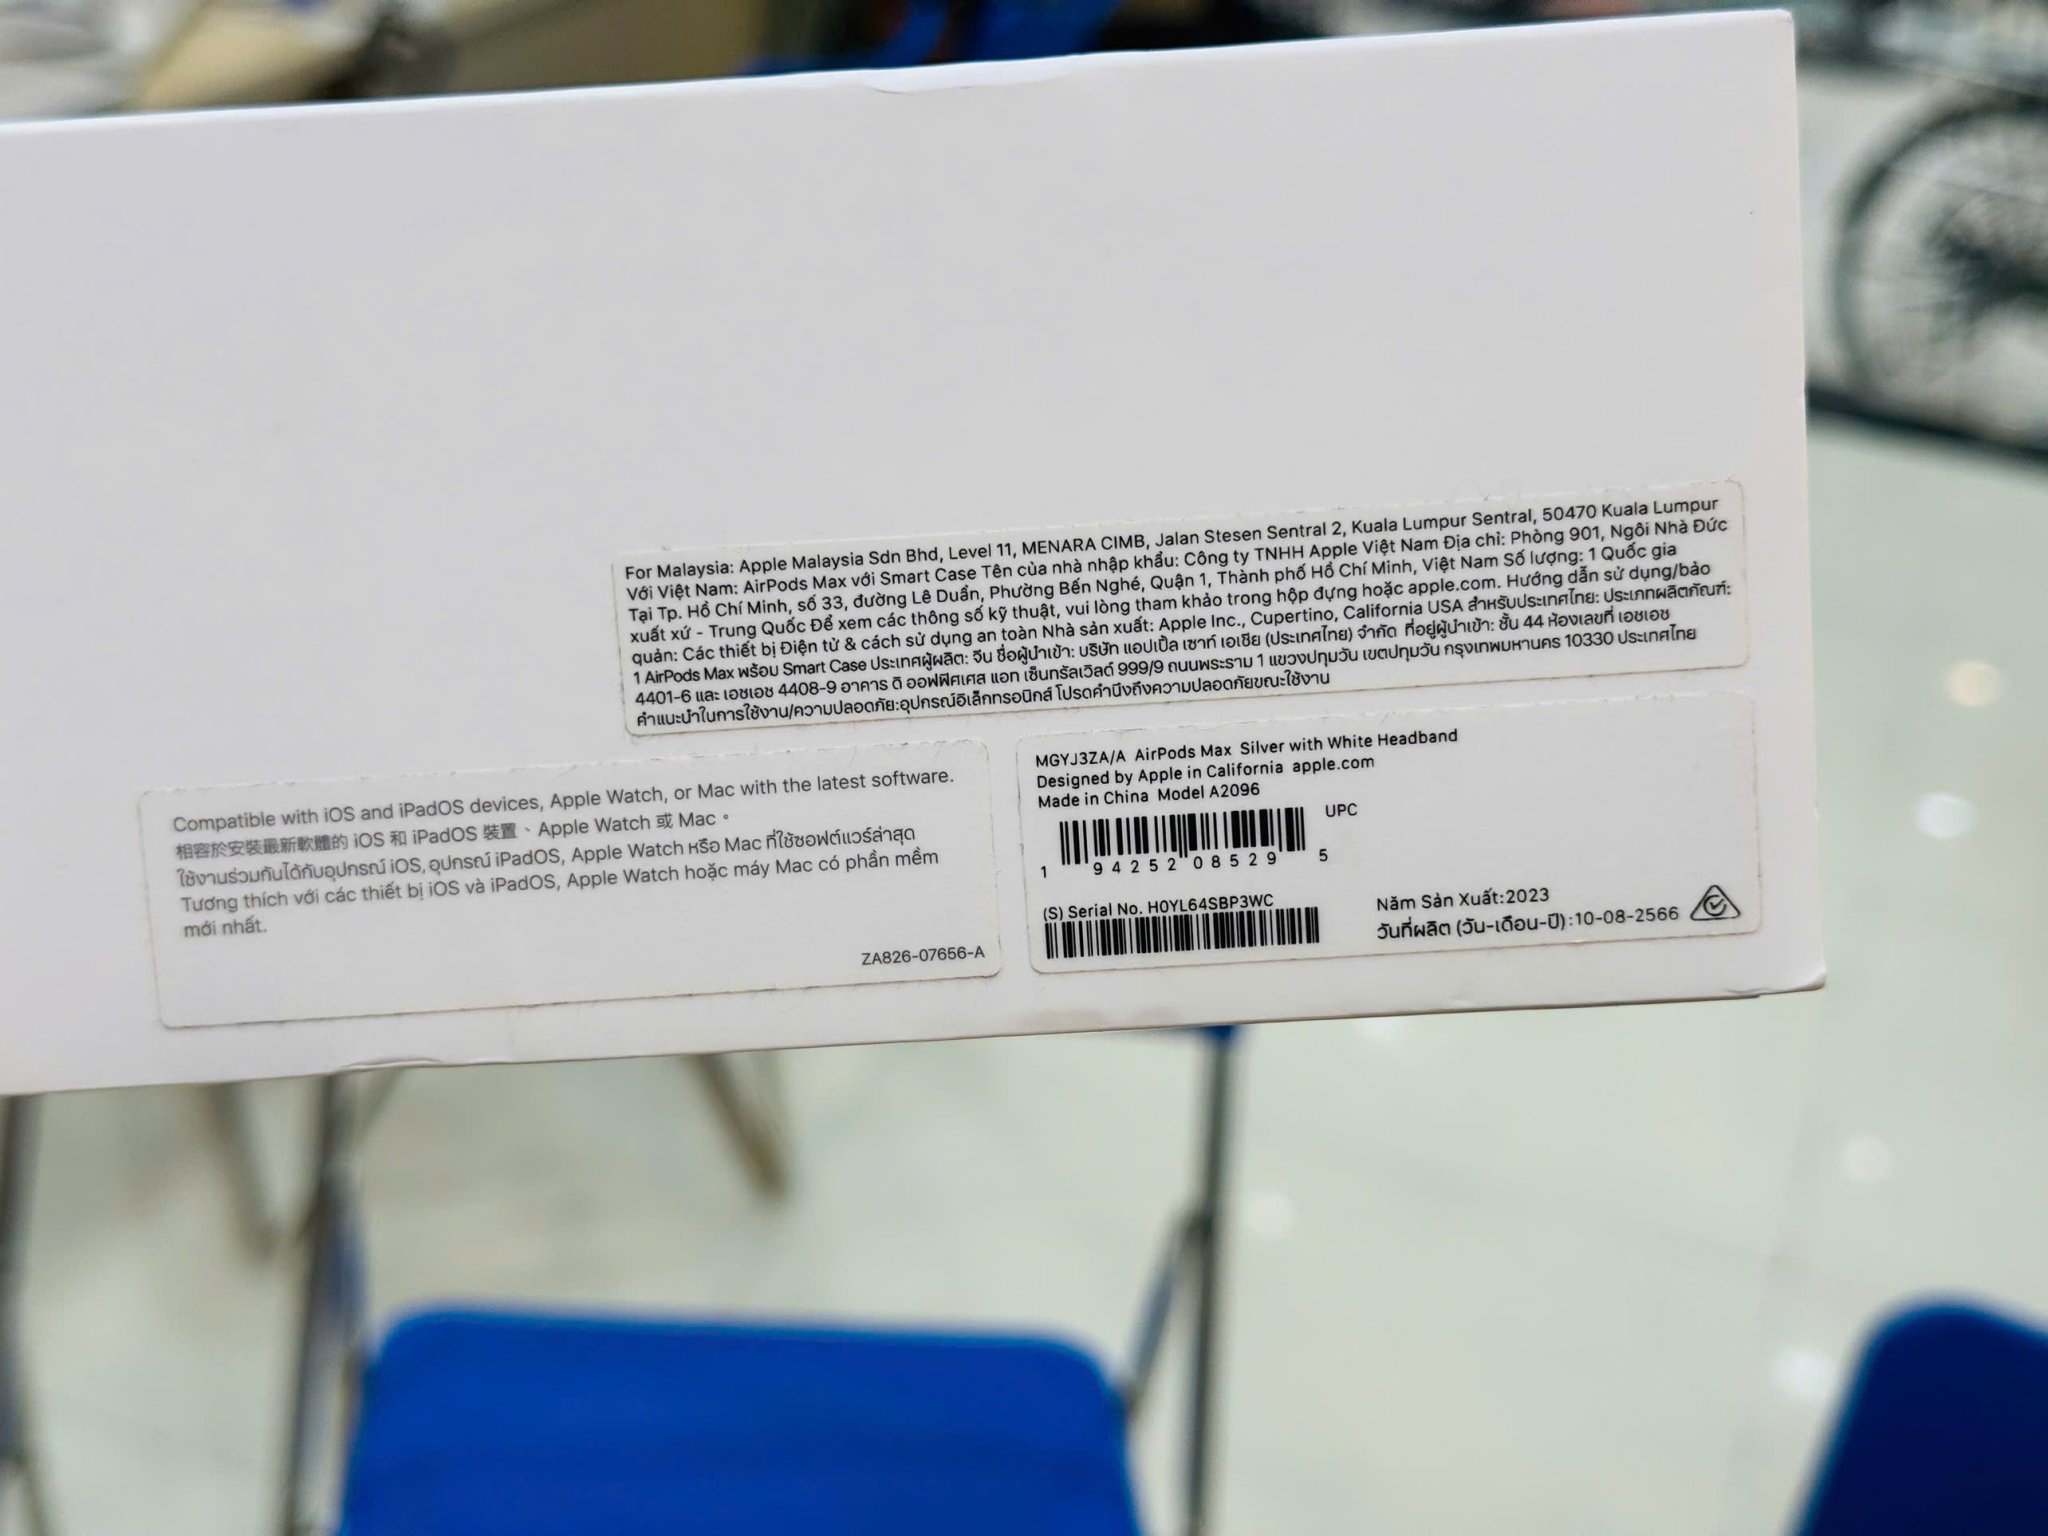 For Malaysia: Apple Malaysia Sdn Bhd, Level 11, MENARA CIMB, Jalan Stesen Sentral 2, Kuala Lumpur Sentral, 50470 Kuala Lumpur
Với Việt Nam: AirPods Max với Smart Case Tên của nhà nhập khẩu: Công ty TNHH Apple Việt Nam Địa chỉ: Phòng 901, Ngôi Nhà Đức
Tại Tp. Hồ Chí Minh, số 33, đường Lê Duẩn, Phường Bến Nghé, Quận 1, Thành phố Hồ Chí Minh, Việt Nam Số lượng: 1 Quốc gia
xuất xứ - Trung Quốc Để xem các thông số kỹ thuật, vui lòng tham khảo trong hộp đựng hoặc apple.com. Hướng dẫn sử dụng/bảo
quản: Các thiết bị Điện tử & cách sử dụng an toàn Nhà sản xuất: Apple Inc., Cupertino, California USA สำหรับประเทศไทย: ประเภทผลิตภัณฑ์:
1 AirPods Max พร้อม Smart Case ประเทศผู้ผลิต: จีน ชื่อผู้นำเข้า: บริษัท แอปเปิ้ล เซาท์ เอเชีย (ประเทศไทย) จำกัด ที่อยู่ผู้นำเข้า: ชั้น 44 ห้องเลขที่ เอชเอช
4401-6 และ เอชเอช 4408-9 อาคาร ดิ ออฟฟิศเศส แอท เซ็นทรัลเวิลด์ 999/9 ถนนพระราม 1 แขวงปทุมวัน เขตปทุมวัน กรุงเทพมหานคร 10330 ประเทศไทย
คำแนะนำในการใช้งาน/ความปลอดภัย:อุปกรณ์อิเล็กทรอนิกส์ โปรดคำนึงถึงความปลอดภัยขณะใช้งาน
Compatible with iOS and iPadOS devices, Apple Watch, or Mac with the latest software.
相容於安裝最新軟體的 iOS 和 iPadOS 裝置、Apple Watch 或 Mac。
ใช้งานร่วมกันได้กับอุปกรณ์ iOS, อุปกรณ์ iPadOS, Apple Watch หรือ Mac ที่ใช้ซอฟต์แวร์ล่าสุด
Tương thích với các thiết bị iOS và iPadOS, Apple Watch hoặc máy Mac có phần mềm
mới nhất.
ZA826-07656-A
MGYJ3ZA/A AirPods Max Silver with White Headband
Designed by Apple in California apple.com
Made in China Model A2096
UPC
1 94252 08529 5
(S) Serial No. H0YL64SBP3WC
Năm Sản Xuất:2023
วันที่ผลิต (วัน-เดือน-ปี):10-08-2566